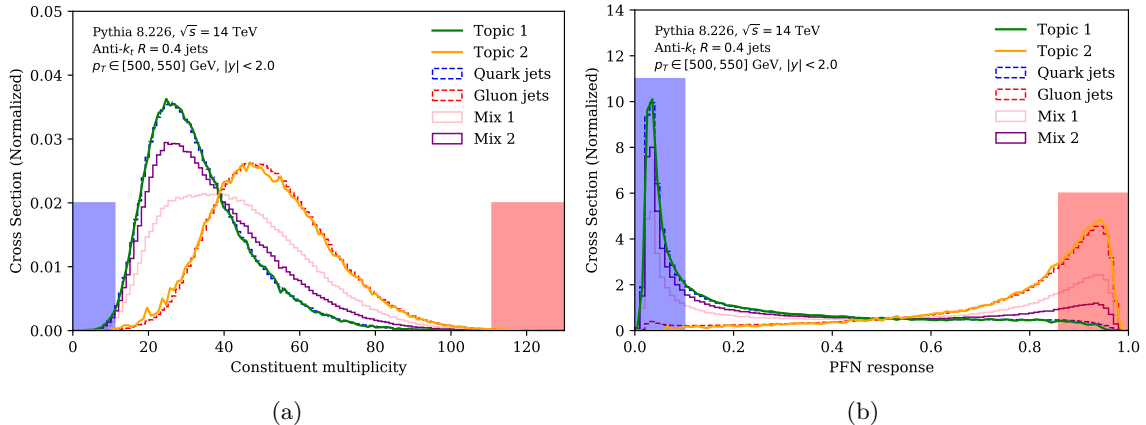 0.05
0.04
0.03
0.02
0.01
0.00
Cross Section (Normalized)
Pythia 8.226, √s = 14 TeV
Anti-k_t R = 0.4 jets
p_T ∈ [500, 550] GeV, |y| < 2.0
Topic 1
Topic 2
Quark jets
Gluon jets
Mix 1
Mix 2
0 20 40 60 80 100 120
Constituent multiplicity
(a)
14
12
10
8
6
4
2
0
Cross Section (Normalized)
Pythia 8.226, √s = 14 TeV
Anti-k_t R = 0.4 jets
p_T ∈ [500, 550] GeV, |y| < 2.0
Topic 1
Topic 2
Quark jets
Gluon jets
Mix 1
Mix 2
0.0 0.2 0.4 0.6 0.8 1.0
PFN response
(b)